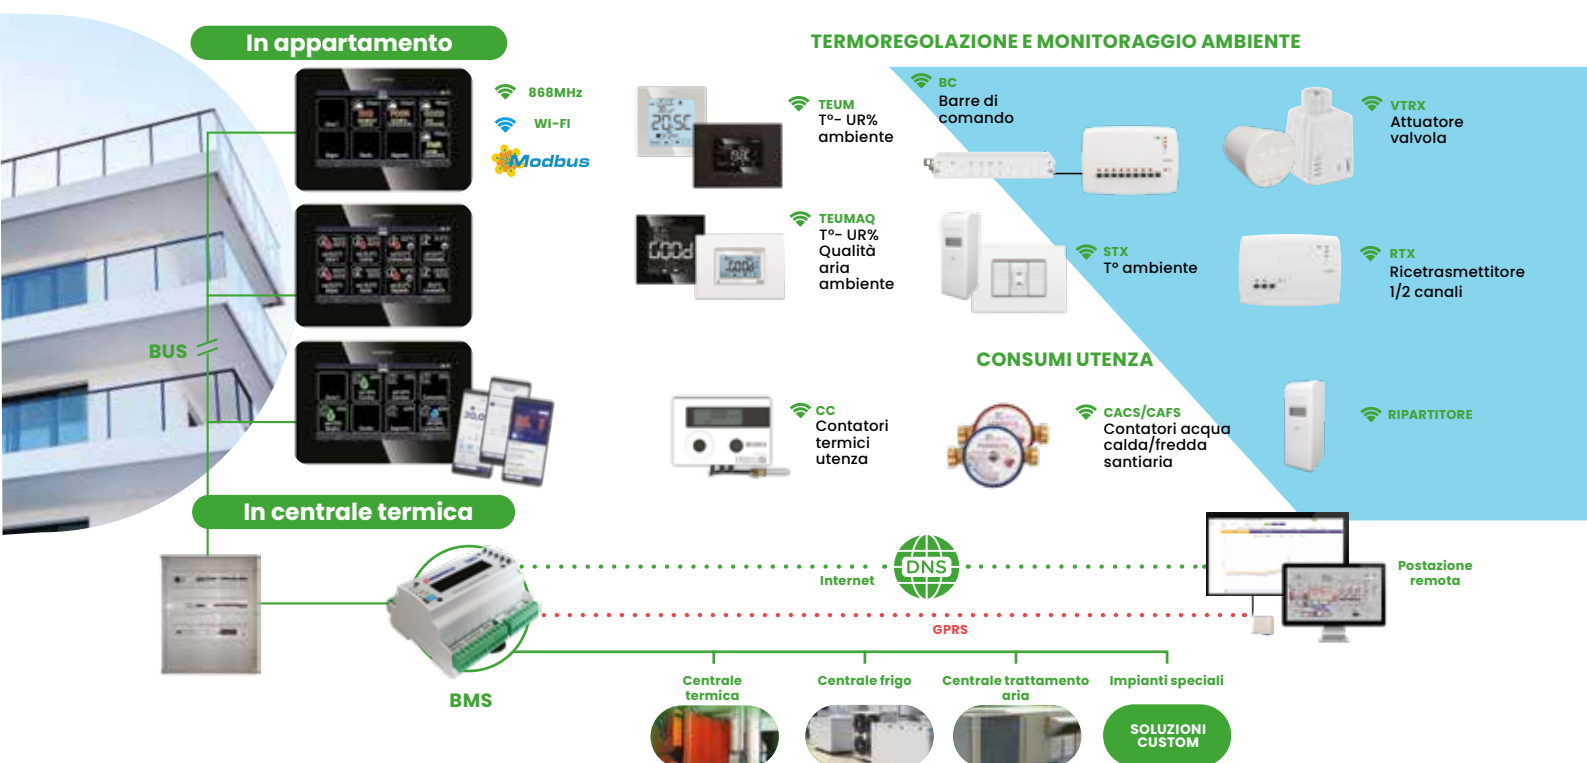 In appartamento
868MHz
WI-FI
Modbus
BUS
TERMOREGOLAZIONE E MONITORAGGIO AMBIENTE
TEUM
T°- UR%
ambiente
BC
Barre di
comando
VTRX
Attuatore
valvola
TEUMAQ
T°- UR%
Qualità
aria
ambiente
STX
T° ambiente
RTX
Ricetrasmettitore
1/2 canali
CONSUMI UTENZA
CC
Contatori
termici
utenza
CACS/CAFS
Contatori acqua
calda/fredda
santiaria
RIPARTITORE
In centrale termica
BMS
Internet
DNS
GPRS
Postazione
remota
Centrale
termica
Centrale frigo
Centrale trattamento
aria
Impianti speciali
SOLUZIONI
CUSTOM